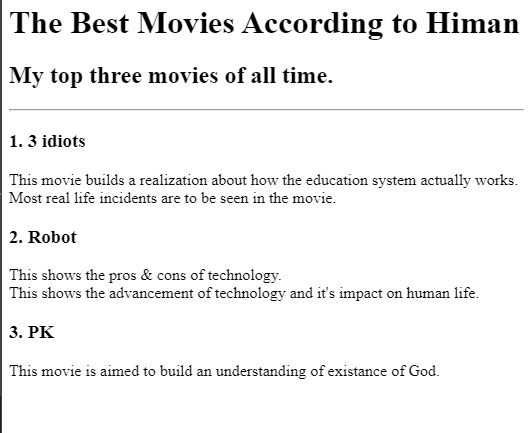 The Best Movies According to Himan
My top three movies of all time.
1. 3 idiots
This movie builds a realization about how the education system actually works.
Most real life incidents are to be seen in the movie.
2. Robot
This shows the pros & cons of technology.
This shows the advancement of technology and it's impact on human life.
3. PK
This movie is aimed to build an understanding of existance of God.